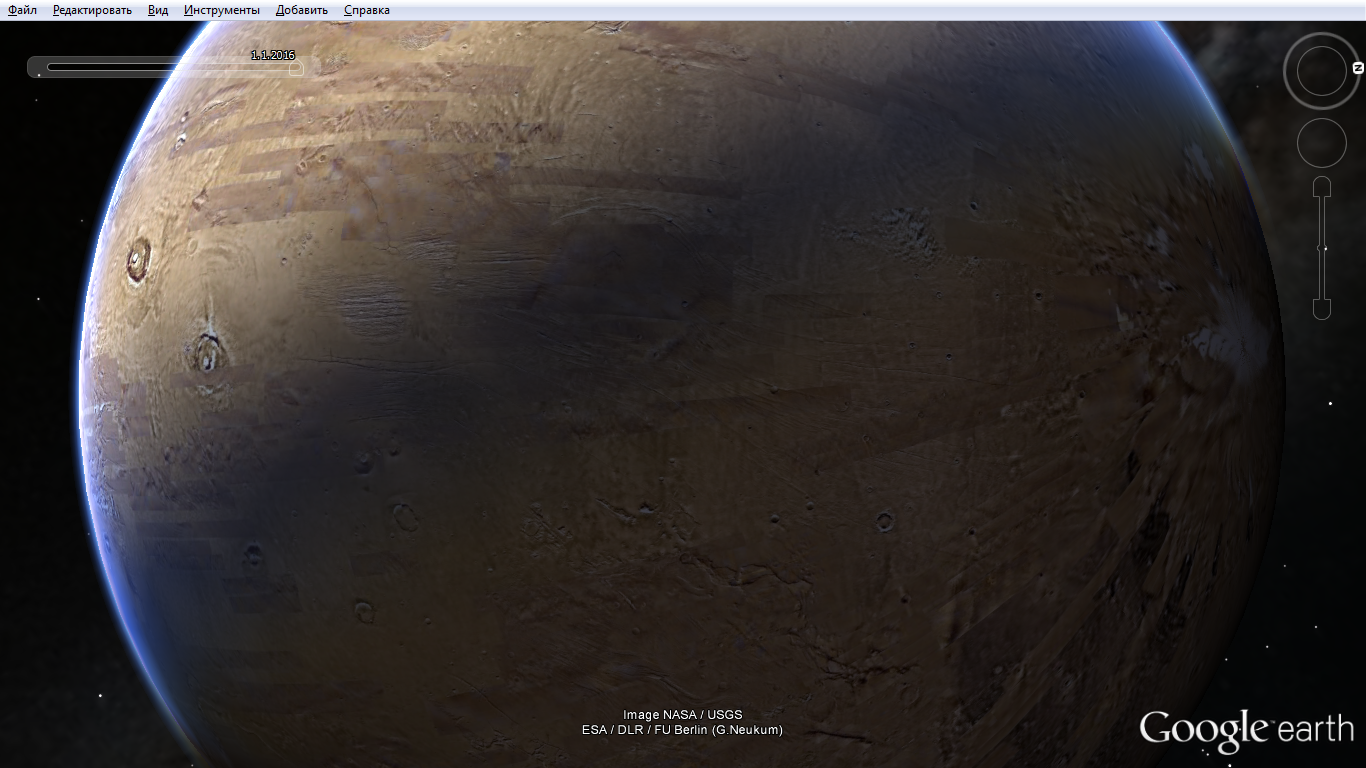 Файл Редактировать Вид Инструменты Добавить Справка
1.1.2016
N
Image NASA / USGS
ESA / DLR / FU Berlin (G.Neukum)
Google earth